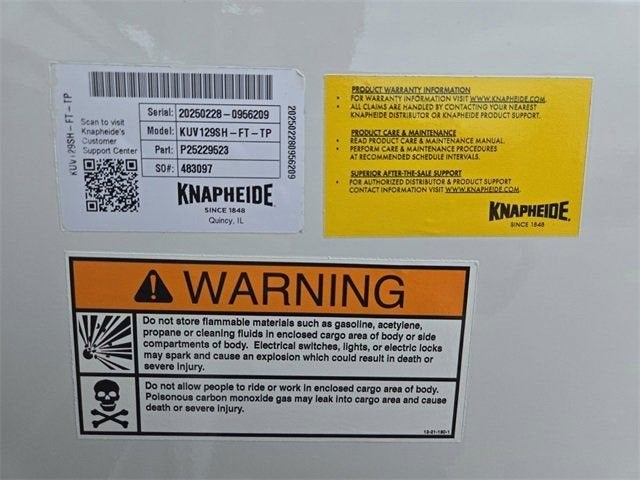 KUV129SH-FT-TP
Scan to visit
Knapheide's
Customer
Support Center
Serial: 20250228-0956209
Model: KUV129SH-FT-TP
Part: P25229523
SO#: 483097
202502280956209
KNAPHEIDE
SINCE 1848
Quincy, IL
PRODUCT WARRANTY INFORMATION
• FOR WARRANTY INFORMATION VISIT WWW.KNAPHEIDE.COM.
• ALL CLAIMS ARE HANDLED BY CONTACTING YOUR NEAREST
KNAPHEIDE DISTRIBUTOR OR KNAPHEIDE PRODUCT SUPPORT.
PRODUCT CARE & MAINTENANCE
• READ PRODUCT CARE & MAINTENANCE MANUAL.
• PERFORM CARE & MAINTENANCE PROCEDURES
AT RECOMMENDED SCHEDULE INTERVALS.
SUPERIOR AFTER-THE-SALE SUPPORT
• FOR AUTHORIZED DISTRIBUTOR & PRODUCT SUPPORT
CONTACT INFORMATION VISIT WWW.KNAPHEIDE.COM.
KNAPHEIDE
SINCE 1848
WARNING
Do not store flammable materials such as gasoline, acetylene,
propane or cleaning fluids in enclosed cargo area of body or side
compartments of body. Electrical switches, lights, or electric locks
may spark and cause an explosion which could result in death or
severe injury.
Do not allow people to ride or work in enclosed cargo area of body.
Poisonous carbon monoxide gas may leak into cargo area and cause
death or severe injury.